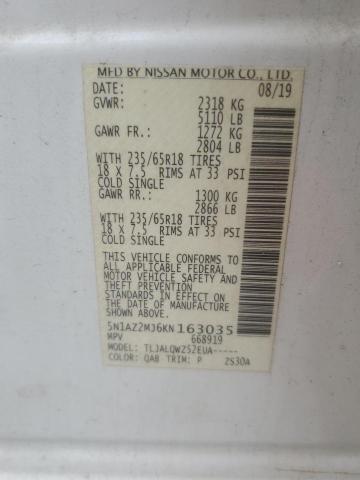 MFD BY NISSAN MOTOR CO., LTD.
DATE: 08/19
GVWR: 2318 KG
5110 LB
GAWR FR.: 1272 KG
2804 LB
WITH 235/65R18 TIRES
18 X 7.5 RIMS AT 33 PSI
COLD SINGLE
GAWR RR.: 1300 KG
2866 LB
WITH 235/65R18 TIRES
18 X 7.5 RIMS AT 33 PSI
COLD SINGLE
THIS VEHICLE CONFORMS TO
ALL APPLICABLE FEDERAL
MOTOR VEHICLE SAFETY
AND THEFT PREVENTION
STANDARDS IN EFFECT ON
THE DATE OF MANUFACTURE
SHOWN ABOVE.
5N1AZ2MJ6KN163035
MPV 668919
MODEL: TLJALQWZ52EUA-----
COLOR: QAB TRIM: P 2S30A